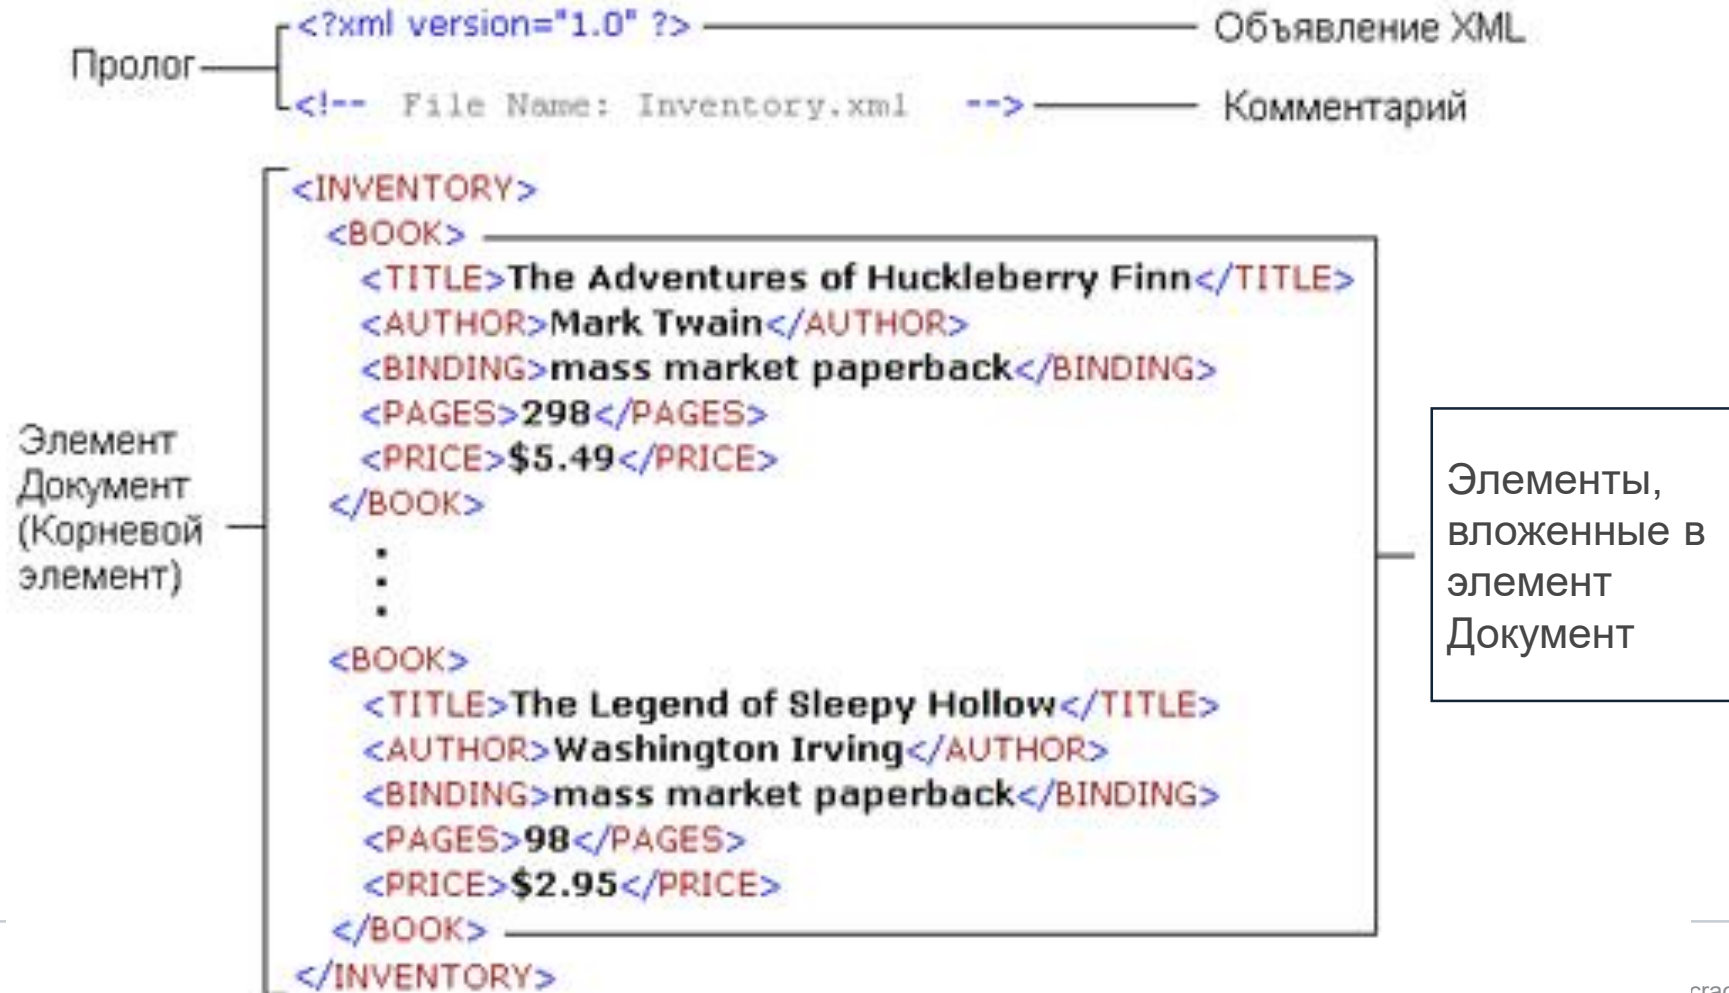 Пролог
<?xml version="1.0" ?>
Объявление XML
<!-- File Name: Inventory.xml -->
Комментарий
<INVENTORY>
<BOOK>
<TITLE>The Adventures of Huckleberry Finn</TITLE>
<AUTHOR>Mark Twain</AUTHOR>
<BINDING>mass market paperback</BINDING>
<PAGES>298</PAGES>
<PRICE>$5.49</PRICE>
</BOOK>
Элемент
Документ
(Корневой
элемент)
Элементы,
вложенные в
элемент
Документ
<BOOK>
<TITLE>The Legend of Sleepy Hollow</TITLE>
<AUTHOR>Washington Irving</AUTHOR>
<BINDING>mass market paperback</BINDING>
<PAGES>98</PAGES>
<PRICE>$2.95</PRICE>
</BOOK>
</INVENTORY>